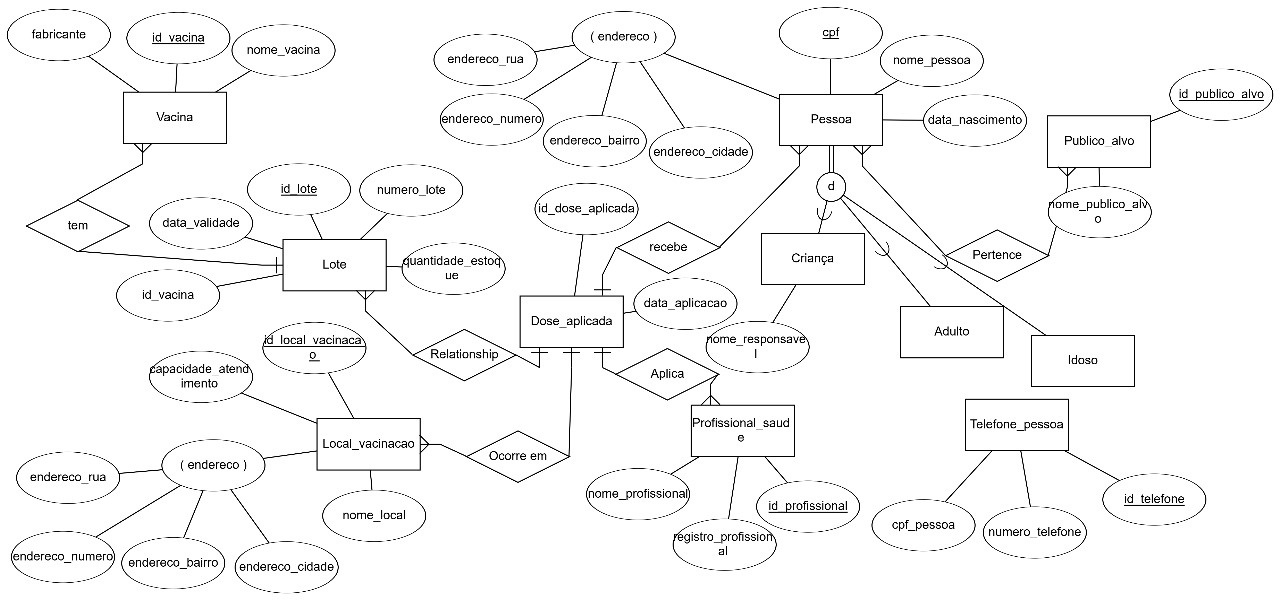 fabricante
id_vacina
nome_vacina
Vacina
tem
( endereco )
endereco_rua
endereco_numero
endereco_bairro
endereco_cidade
cpf
nome_pessoa
data_nascimento
Pessoa
id_publico_alvo
Publico_alvo
nome_publico_alv
o
d
id_lote
numero_lote
data_validade
Lote
quantidade_estoq
ue
id_vacina
id_dose_aplicada
recebe
Criança
Pertence
data_aplicacao
Dose_aplicada
nome_responsave
l
Adulto
Idoso
id_local_vacinaca
o
Relationship
capacidade_atend
imento
Aplica
Local_vacinacao
Ocorre em
Profissional_saud
e
Telefone_pessoa
( endereco )
endereco_rua
endereco_numero
endereco_bairro
endereco_cidade
nome_local
nome_profissional
registro_profission
al
id_profissional
cpf_pessoa
numero_telefone
id_telefone